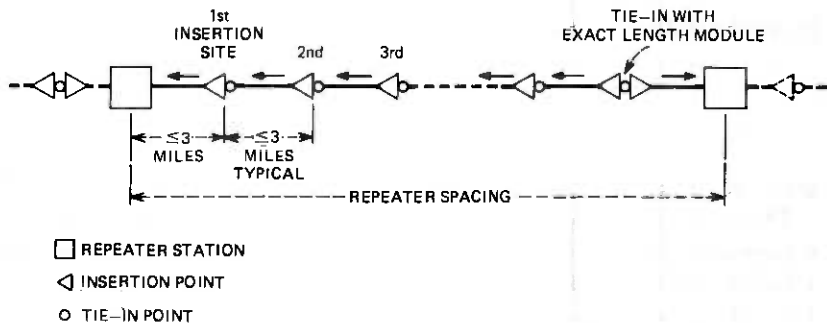 1st
INSERTION
SITE
2nd
3rd
TIE–IN WITH
EXACT LENGTH MODULE
≤3
MILES
≤3
MILES
TYPICAL
REPEATER SPACING
REPEATER STATION
INSERTION POINT
TIE–IN POINT